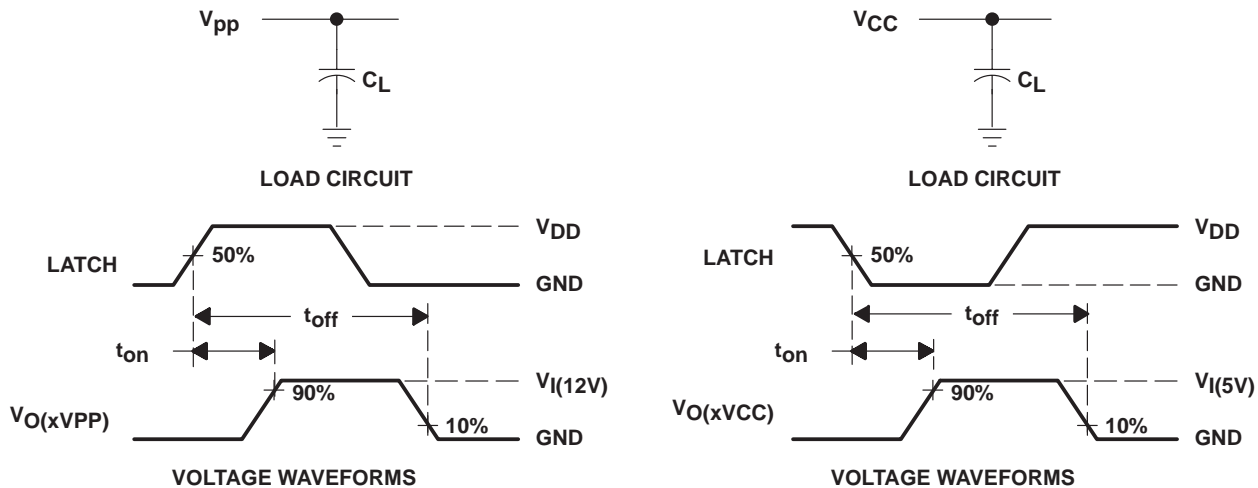 Vpp
CL
LOAD CIRCUIT
VDD
LATCH
50%
GND
toff
ton
VI(12V)
90%
VO(xVPP)
10%
GND
VOLTAGE WAVEFORMS
VCC
CL
LOAD CIRCUIT
VDD
LATCH
50%
GND
toff
ton
VI(5V)
90%
VO(xVCC)
10%
GND
VOLTAGE WAVEFORMS